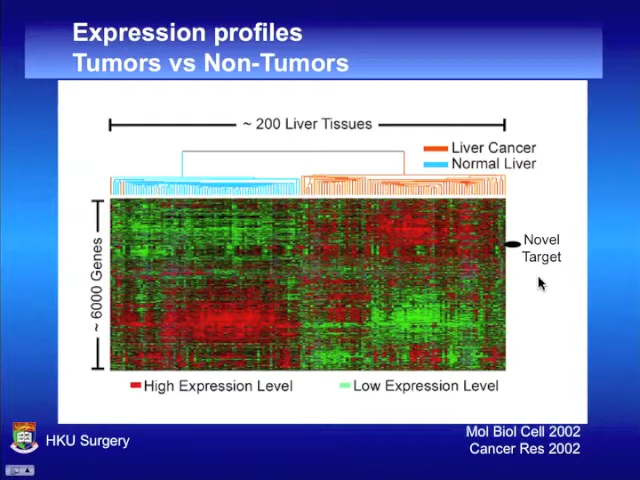 Expression profiles
Tumors vs Non-Tumors
~ 200 Liver Tissues
Liver Cancer
Normal Liver
~ 6000 Genes
Novel
Target
High Expression Level
Low Expression Level
HKU Surgery
Mol Biol Cell 2002
Cancer Res 2002